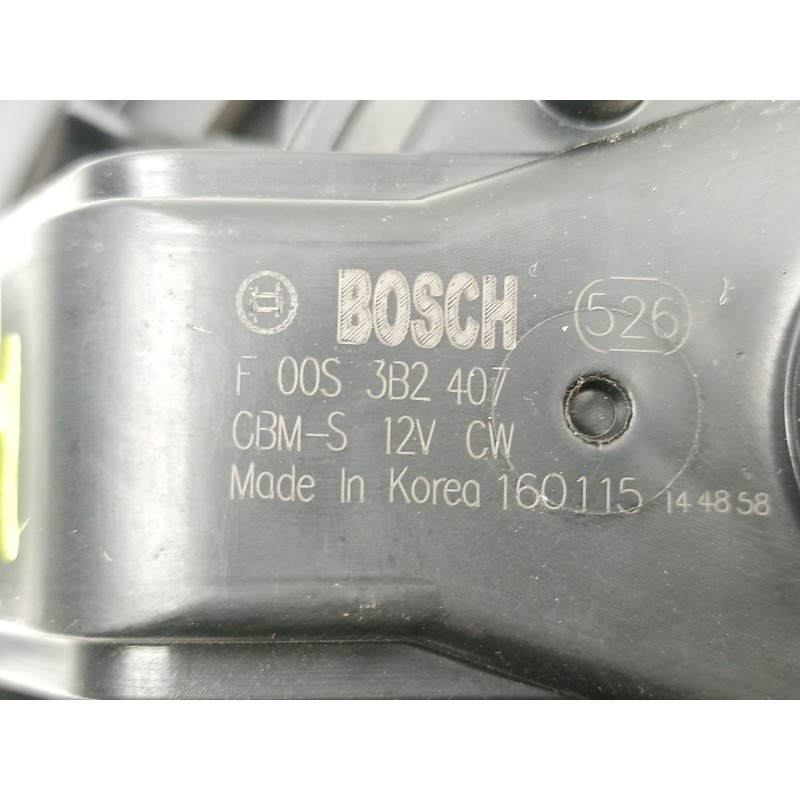 BOSCH 526
F 00S 3B2 407
CBM-S 12V CW
Made In Korea 160115 14 48 58